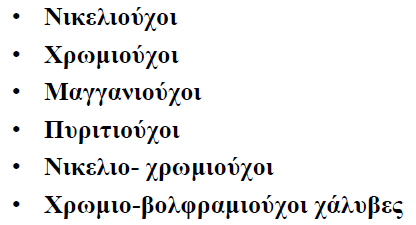 • Νικελιούχοι
• Χρωμιούχοι
• Μαγγανιούχοι
• Πυριτιούχοι
• Νικελιο- χρωμιούχοι
• Χρωμιο-βολφραμιούχοι χάλυβες